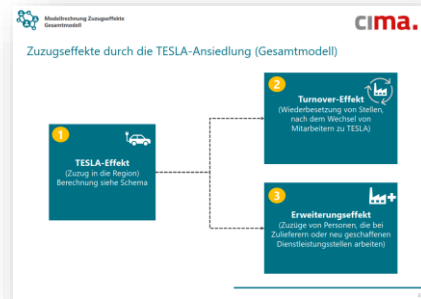 Modellrechnung Zuzugseffekte
Gesamtmodell
cima.
Zuzugseffekte durch die TESLA-Ansiedlung (Gesamtmodell)
1
TESLA-Effekt
(Zuzug in die Region)
Berechnung siehe Schema
2
Turnover-Effekt
(Wiederbesetzung von Stellen,
nach dem Wechsel von
Mitarbeitern zu TESLA)
3
Erweiterungseffekt
(Zuzüge von Personen, die bei
Zulieferern oder neu geschaffenen
Dienstleistungsstellen arbeiten)